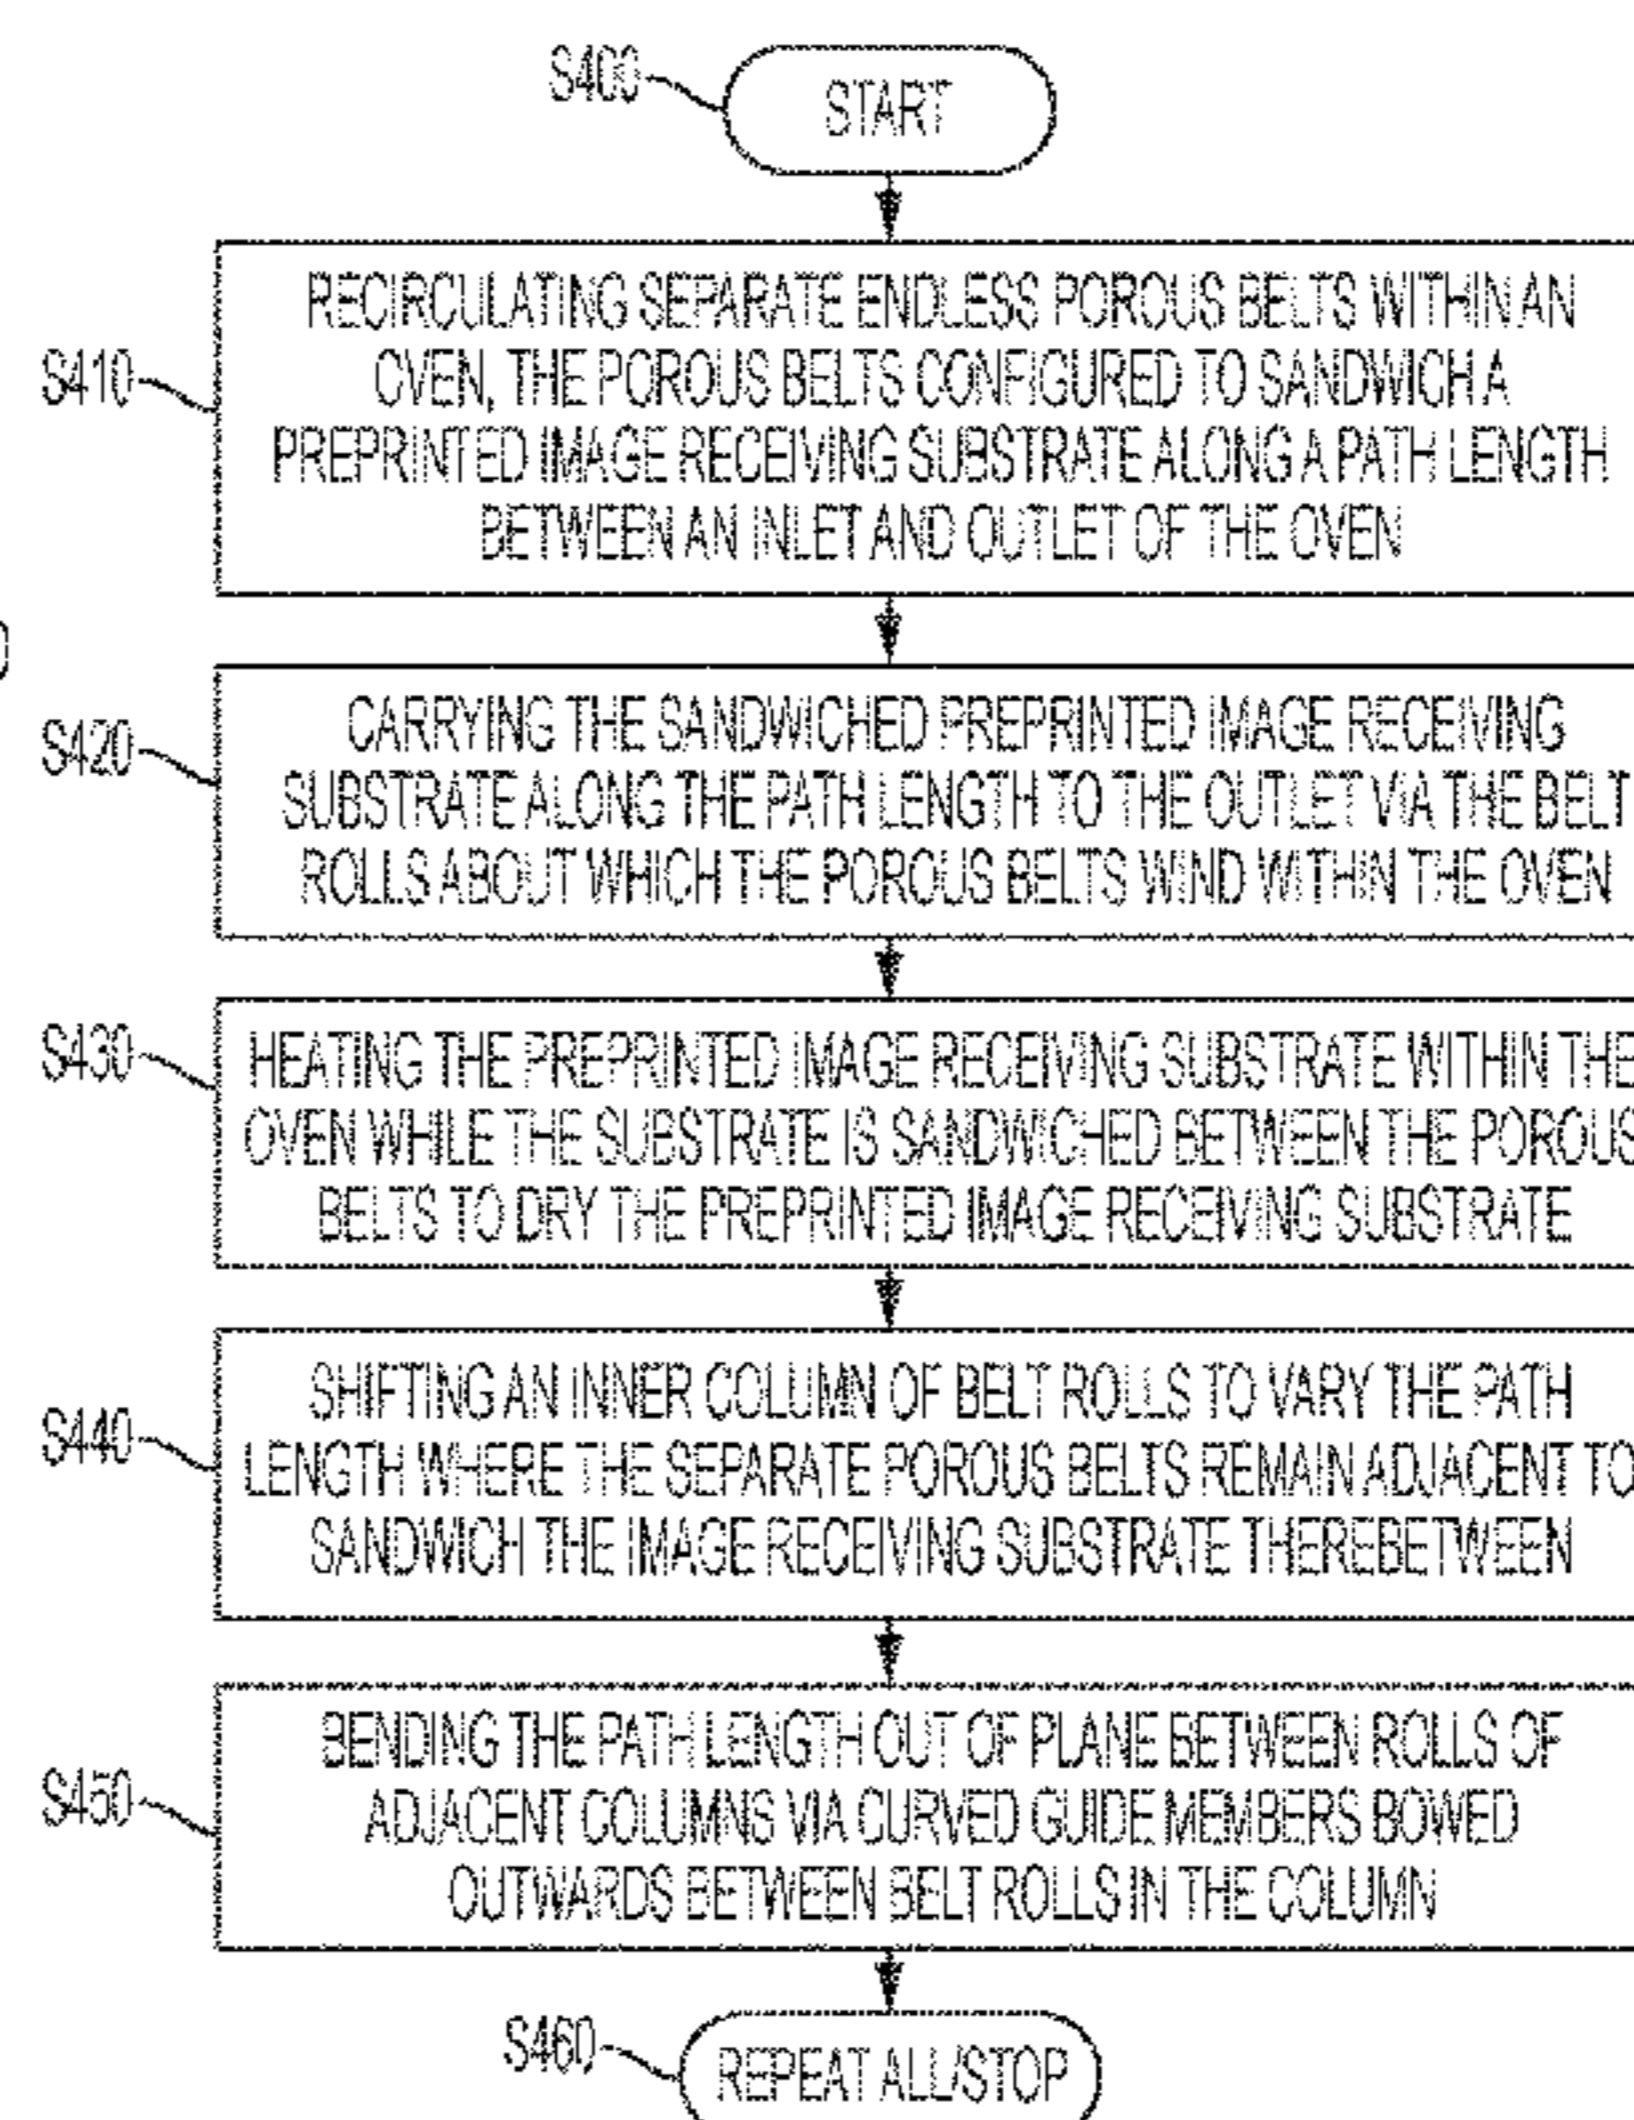 S400
START
S410
RECIRCULATING SEPARATE ENDLESS POROUS BELTS WITHIN AN
OVEN, THE POROUS BELTS CONFIGURED TO SANDWICH A
PREPRINTED IMAGE RECEIVING SUBSTRATE ALONG A PATH LENGTH
BETWEEN AN INLET AND OUTLET OF THE OVEN
S420
CARRYING THE SANDWICHED PREPRINTED IMAGE RECEIVING
SUBSTRATE ALONG THE PATH LENGTH TO THE OUTLET VIA THE BELT
ROLLS ABOUT WHICH THE POROUS BELTS WIND WITHIN THE OVEN
S430
HEATING THE PREPRINTED IMAGE RECEIVING SUBSTRATE WITHIN THE
OVEN WHILE THE SUBSTRATE IS SANDWICHED BETWEEN THE POROUS
BELTS TO DRY THE PREPRINTED IMAGE RECEIVING SUBSTRATE
S440
SHIFTING AN INNER COLUMN OF BELT ROLLS TO VARY THE PATH
LENGTH WHERE THE SEPARATE POROUS BELTS REMAIN ADJACENT TO
SANDWICH THE IMAGE RECEIVING SUBSTRATE THEREBETWEEN
S450
BENDING THE PATH LENGTH OUT OF PLANE BETWEEN ROLLS OF
ADJACENT COLUMNS VIA CURVED GUIDE MEMBERS BOWED
OUTWARDS BETWEEN BELT ROLLS IN THE COLUMN
S460
REPEAT ALL/STOP